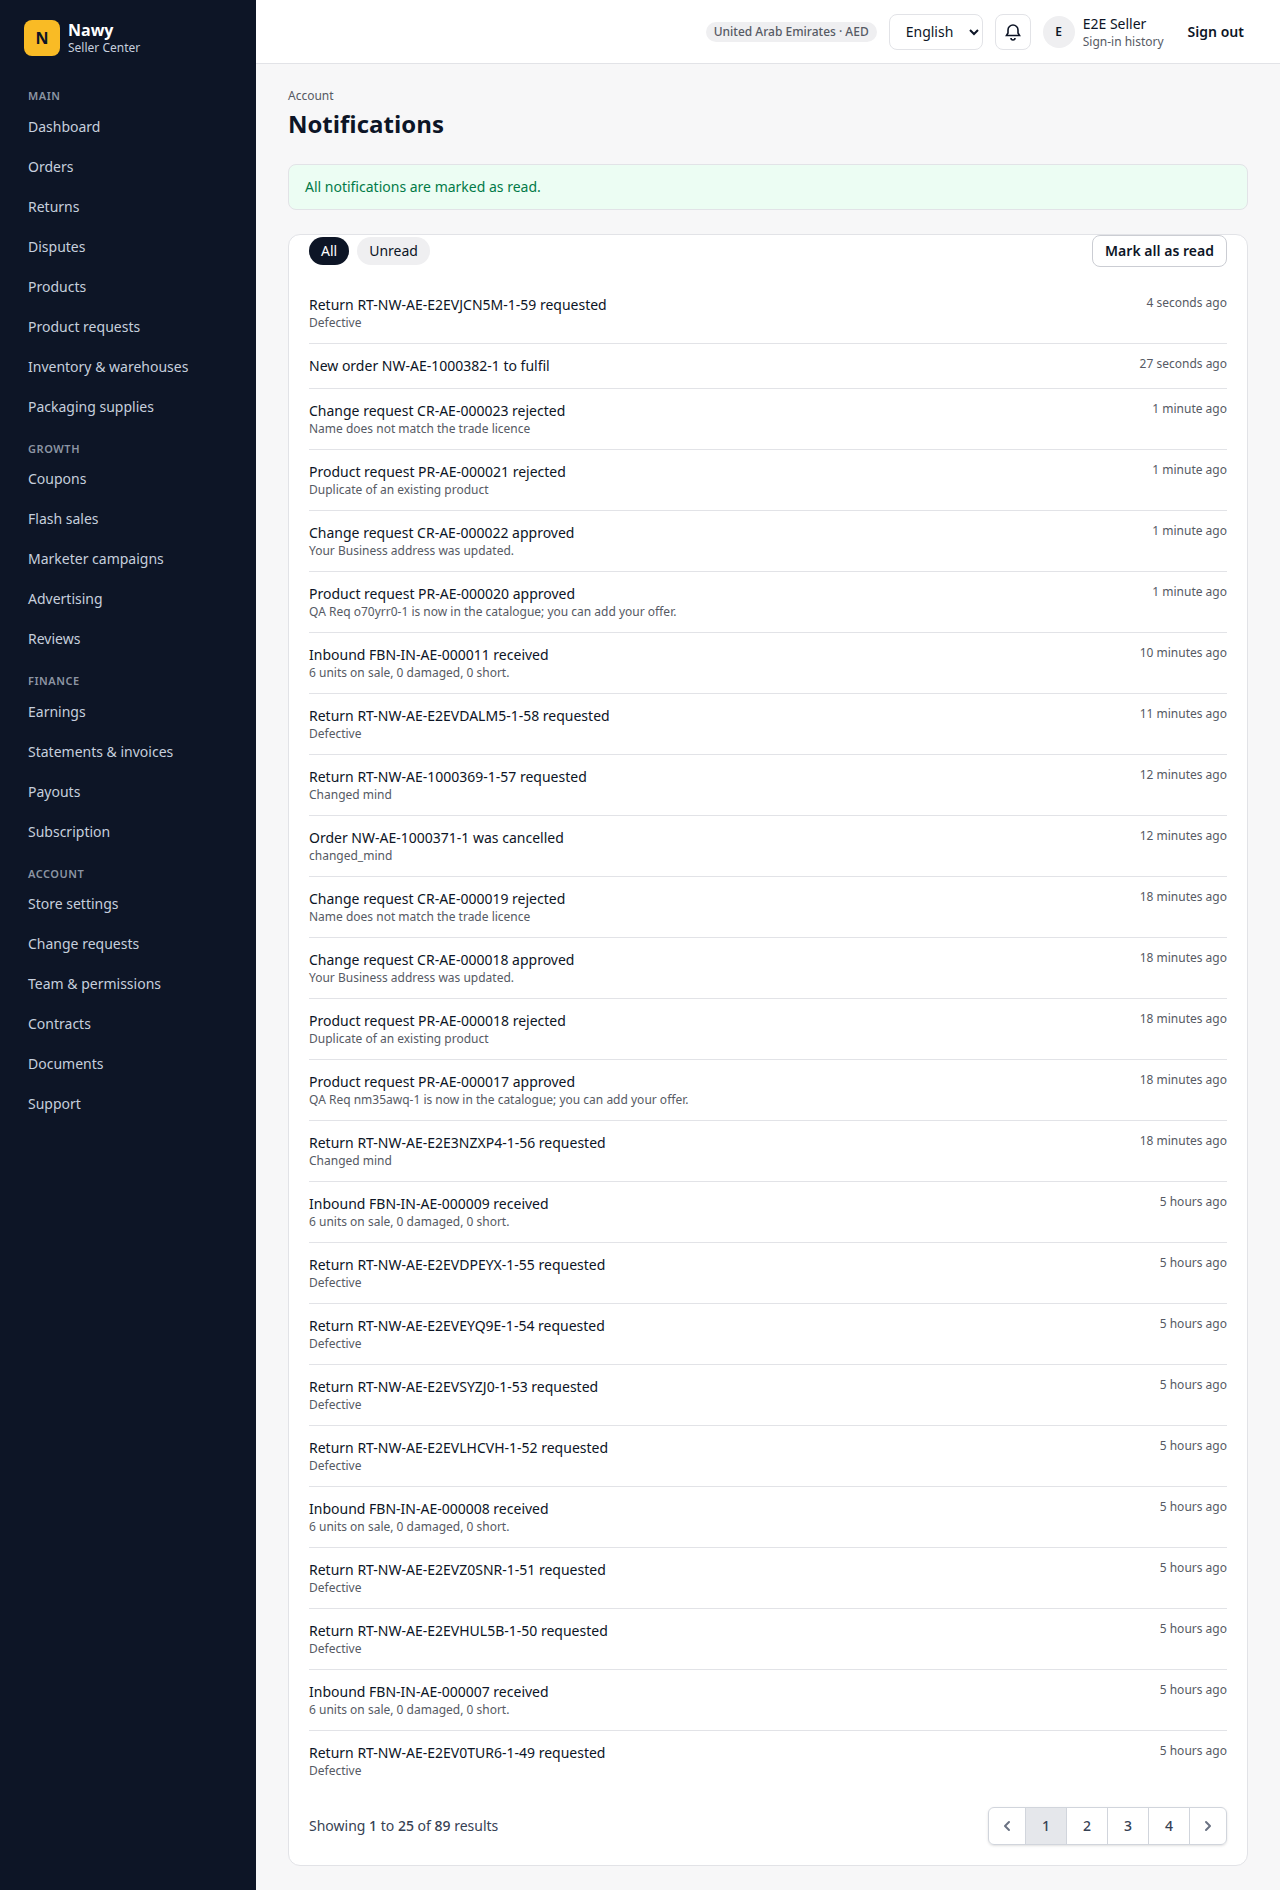 N
Nawy
Seller Center
MAIN
Dashboard
Orders
Returns
Disputes
Products
Product requests
Inventory & warehouses
Packaging supplies
GROWTH
Coupons
Flash sales
Marketer campaigns
Advertising
Reviews
FINANCE
Earnings
Statements & invoices
Payouts
Subscription
ACCOUNT
Store settings
Change requests
Team & permissions
Contracts
Documents
Support
United Arab Emirates · AED
English
E
E2E Seller
Sign-in history
Sign out
Account
Notifications
All notifications are marked as read.
All Unread Mark all as read
Return RT-NW-AE-E2EVJCN5M-1-59 requested 4 seconds ago
Defective
New order NW-AE-1000382-1 to fulfil 27 seconds ago
Change request CR-AE-000023 rejected 1 minute ago
Name does not match the trade licence
Product request PR-AE-000021 rejected 1 minute ago
Duplicate of an existing product
Change request CR-AE-000022 approved 1 minute ago
Your Business address was updated.
Product request PR-AE-000020 approved 1 minute ago
QA Req o70yrr0-1 is now in the catalogue; you can add your offer.
Inbound FBN-IN-AE-000011 received 10 minutes ago
6 units on sale, 0 damaged, 0 short.
Return RT-NW-AE-E2EVDALM5-1-58 requested 11 minutes ago
Defective
Return RT-NW-AE-1000369-1-57 requested 12 minutes ago
Changed mind
Order NW-AE-1000371-1 was cancelled 12 minutes ago
changed_mind
Change request CR-AE-000019 rejected 18 minutes ago
Name does not match the trade licence
Change request CR-AE-000018 approved 18 minutes ago
Your Business address was updated.
Product request PR-AE-000018 rejected 18 minutes ago
Duplicate of an existing product
Product request PR-AE-000017 approved 18 minutes ago
QA Req nm35awq-1 is now in the catalogue; you can add your offer.
Return RT-NW-AE-E2E3NZXP4-1-56 requested 18 minutes ago
Changed mind
Inbound FBN-IN-AE-000009 received 5 hours ago
6 units on sale, 0 damaged, 0 short.
Return RT-NW-AE-E2EVDPEYX-1-55 requested 5 hours ago
Defective
Return RT-NW-AE-E2EVEYQ9E-1-54 requested 5 hours ago
Defective
Return RT-NW-AE-E2EVSYZJ0-1-53 requested 5 hours ago
Defective
Return RT-NW-AE-E2EVLHCVH-1-52 requested 5 hours ago
Defective
Inbound FBN-IN-AE-000008 received 5 hours ago
6 units on sale, 0 damaged, 0 short.
Return RT-NW-AE-E2EVZ0SNR-1-51 requested 5 hours ago
Defective
Return RT-NW-AE-E2EVHUL5B-1-50 requested 5 hours ago
Defective
Inbound FBN-IN-AE-000007 received 5 hours ago
6 units on sale, 0 damaged, 0 short.
Return RT-NW-AE-E2EV0TUR6-1-49 requested 5 hours ago
Defective
Showing 1 to 25 of 89 results 1 2 3 4